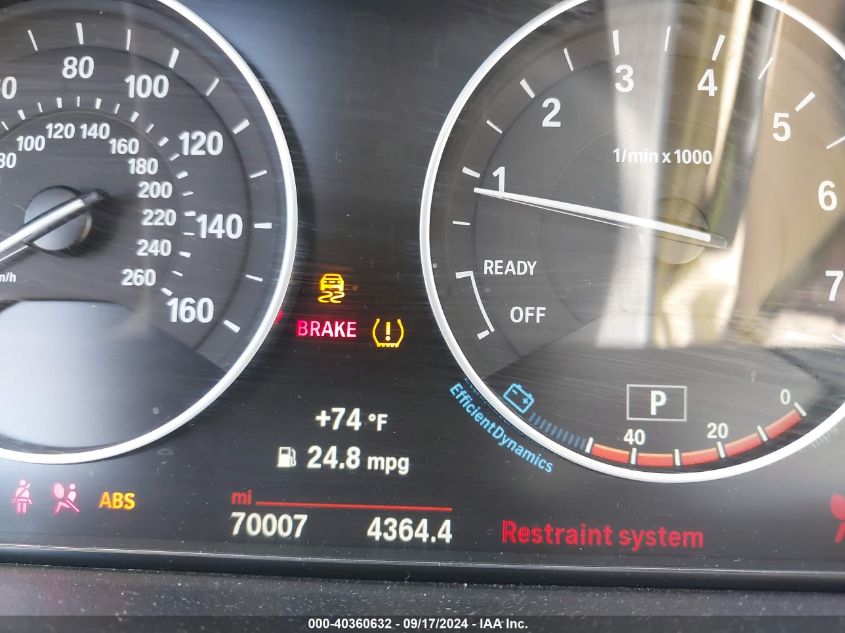 80
100
120
140
160
80
100
120
140
160
180
200
220
240
260
1
2
3
4
5
6
7
1/min x 1000
READY
OFF
BRAKE
+74 °F
24.8 mpg
P
40
20
0
EfficientDynamics
ABS
mi
70007
4364.4
Restraint system
000-40360632 - 09/17/2024 - IAA Inc.